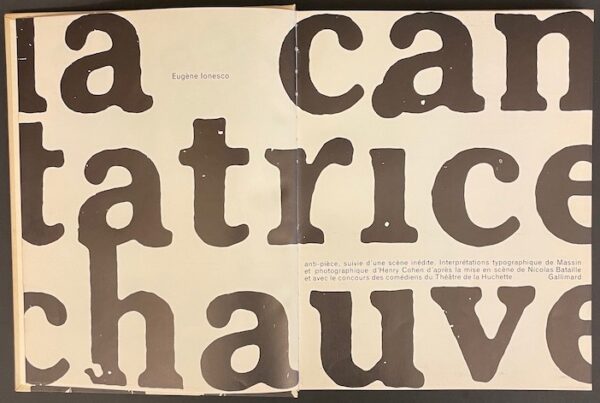 la can
Eugène Ionesco
tatrice
anti-pièce, suivie d'une scène inédite. Interprétations typographique de Massin
et photographique d'Henry Cohen d'après la mise en scène de Nicolas Bataille
et avec le concours des comédiens du Théâtre de la Huchette Gallimard
chauve